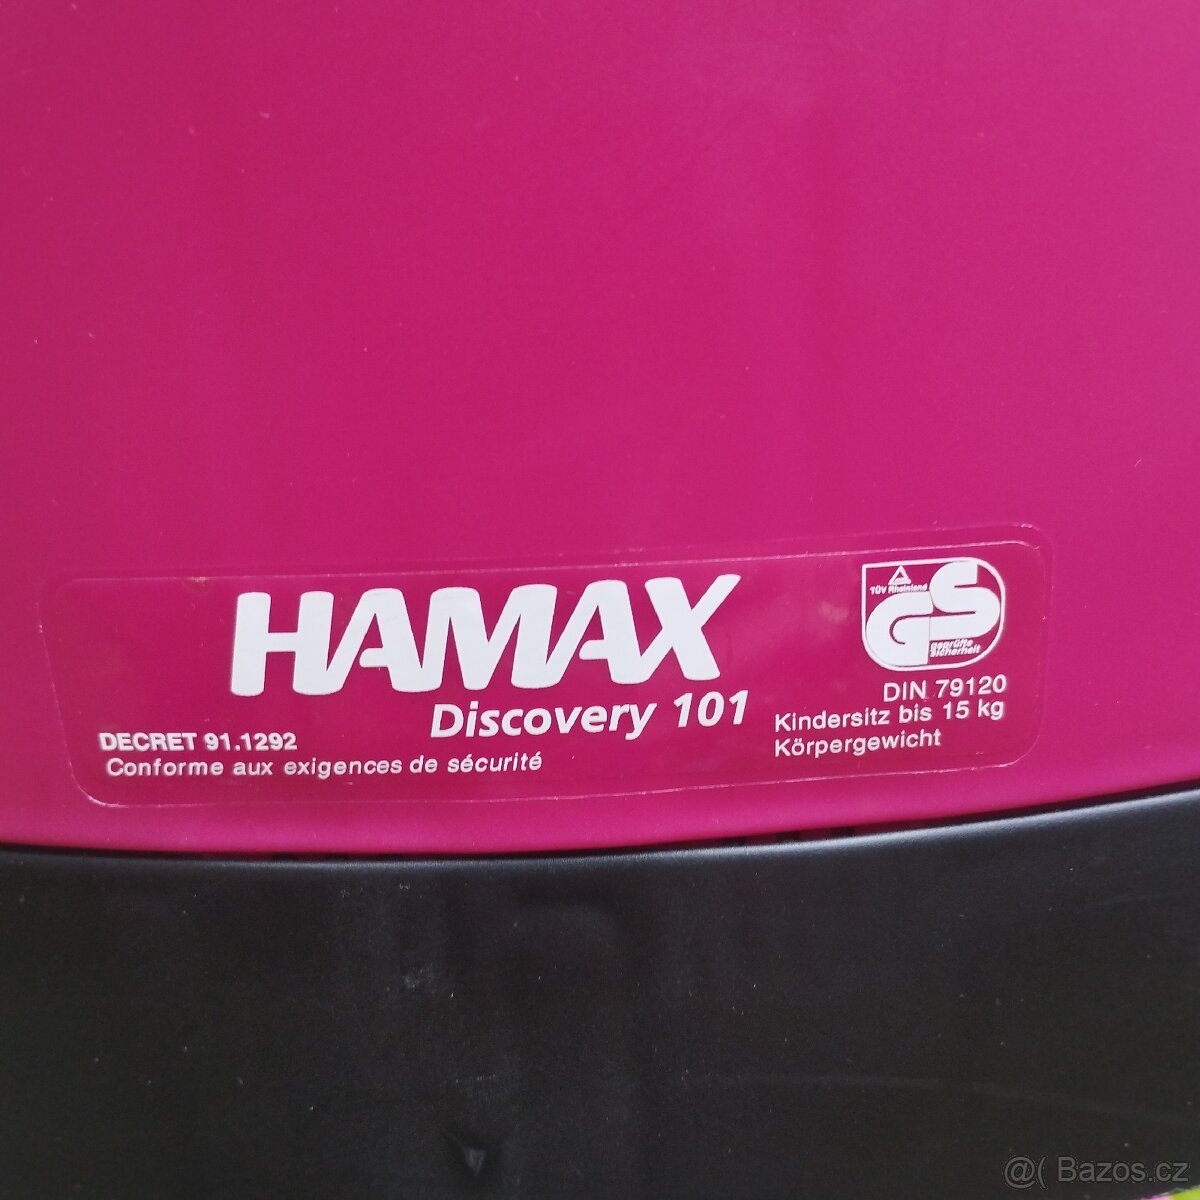 HAMAX
Discovery 101
DECRET 91.1292
Conforme aux exigences de sécurité
TÜV Rheinland
GS
geprüfte
Sicherheit
DIN 79120
Kindersitz bis 15 kg
Körpergewicht
@( Bazos.cz